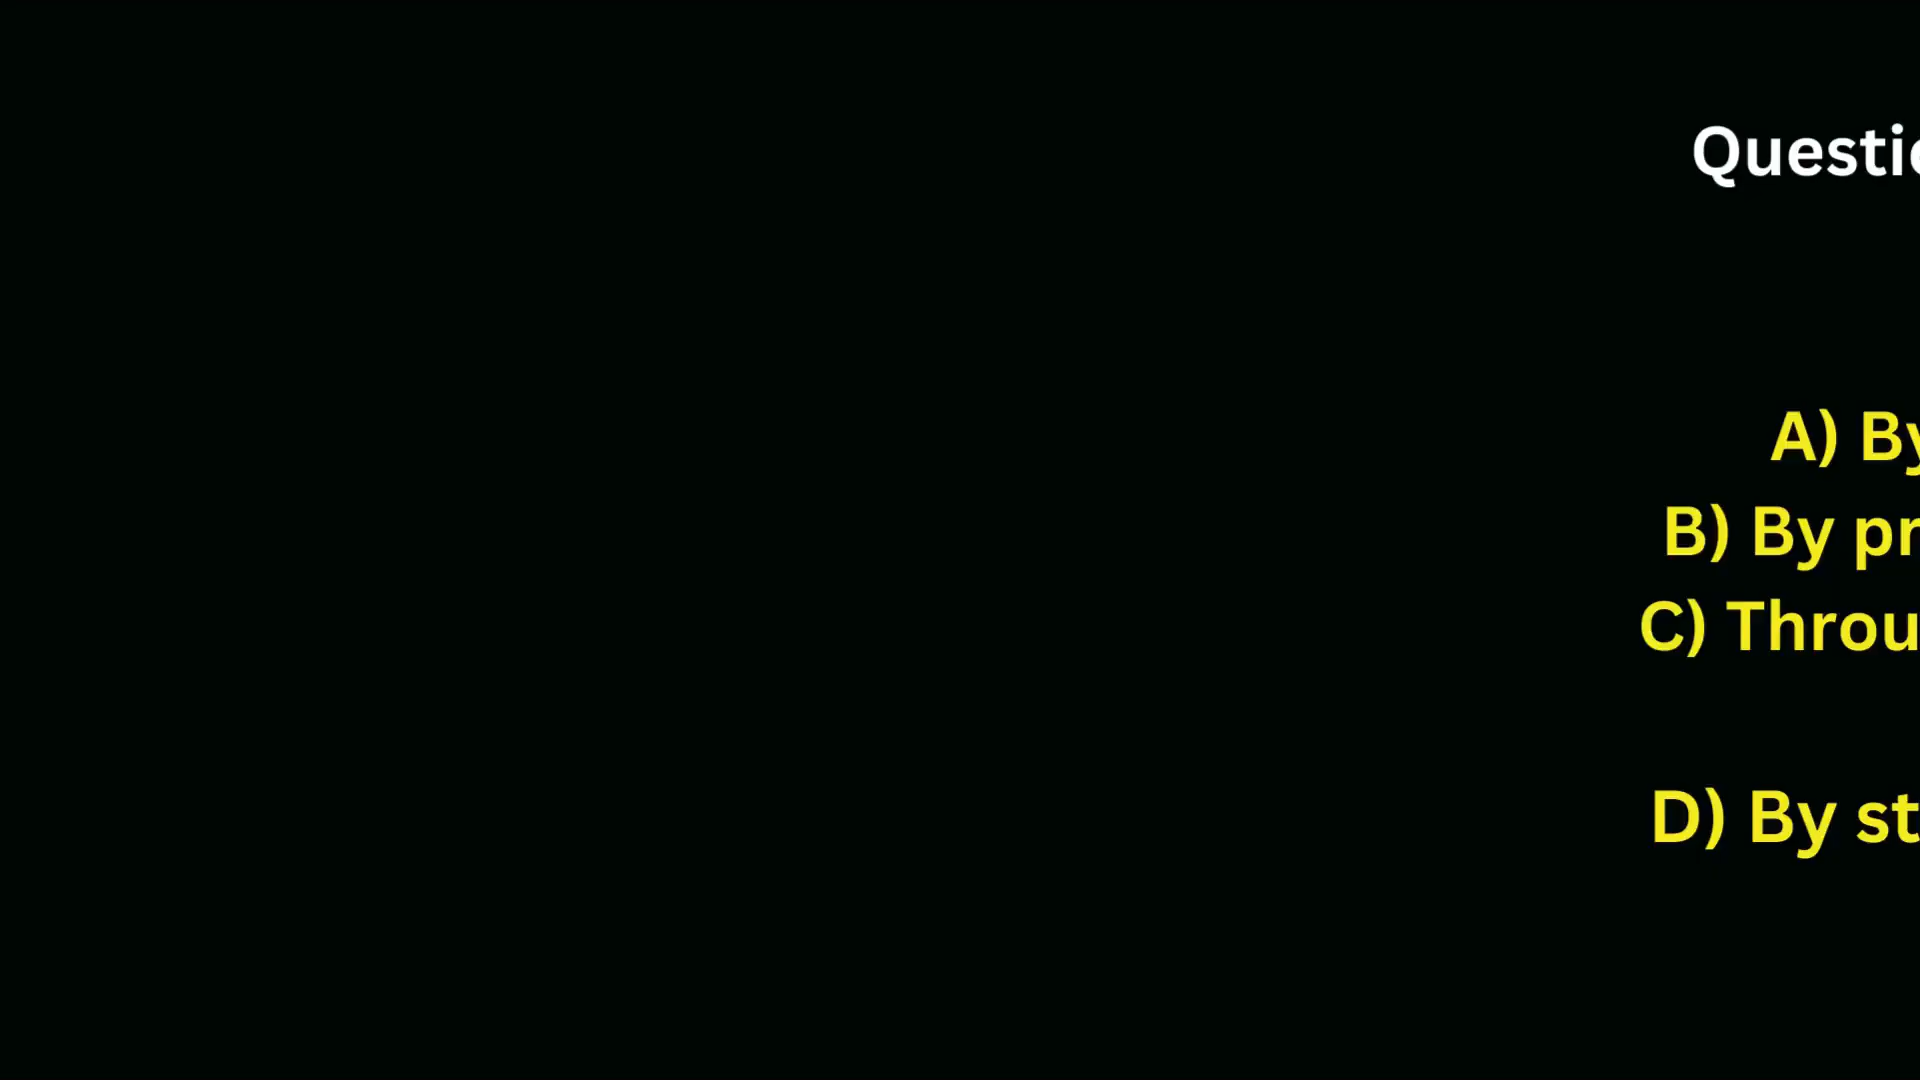 Questi
A) By
B) By pr
C) Throu
D) By st